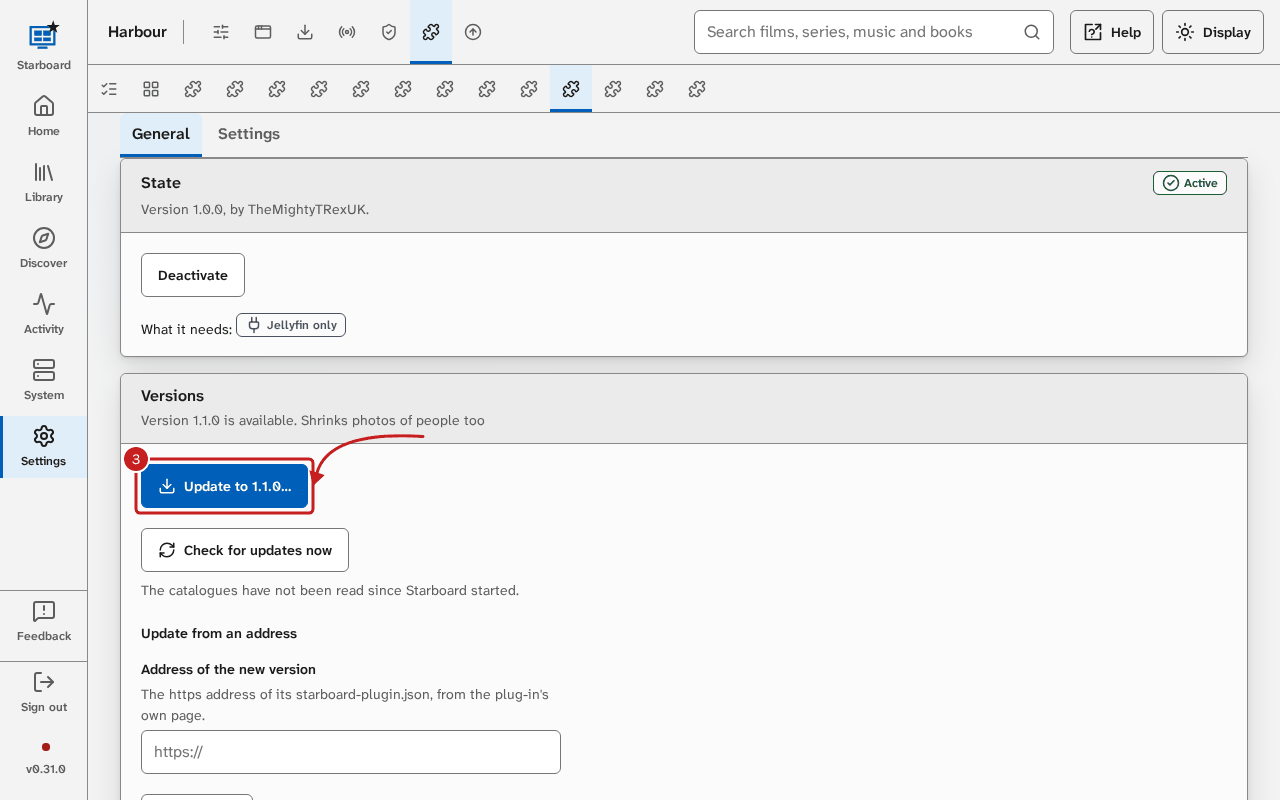 Harbour
Search films, series, music and books
Help
Display
Starboard
Home
Library
Discover
Activity
System
Settings
Feedback
Sign out
v0.31.0
General
Settings
State
Active
Version 1.0.0, by TheMightyTRexUK.
Deactivate
What it needs: Jellyfin only
Versions
Version 1.1.0 is available. Shrinks photos of people too
3
Update to 1.1.0...
Check for updates now
The catalogues have not been read since Starboard started.
Update from an address
Address of the new version
The https address of its starboard-plugin.json, from the plug-in's
own page.
https://